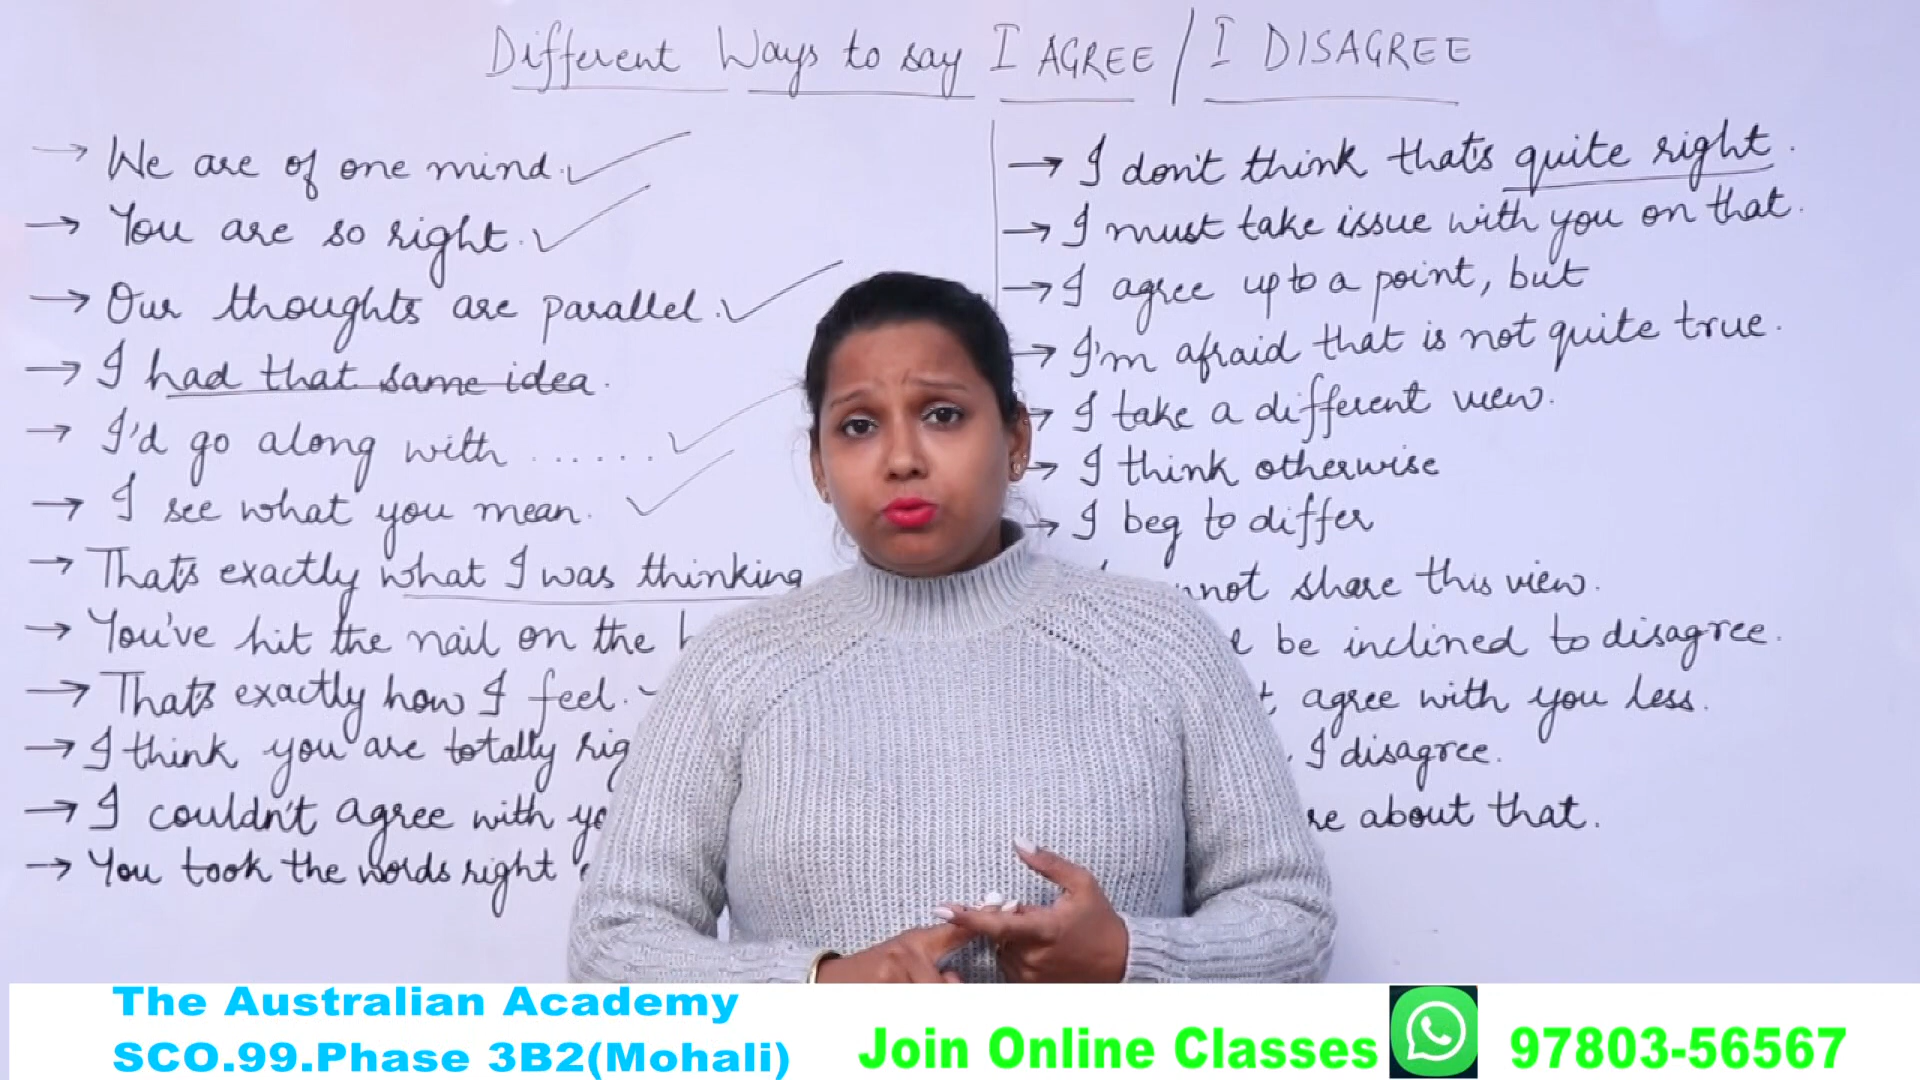 Different Ways to say I AGREE / I DISAGREE
→ We are of one mind.
→ You are so right.
→ Our thoughts are parallel.
→ I had that same idea.
→ I'd go along with ......
→ I see what you mean.
→ That's exactly what I was thinking
→ You've hit the nail on the
→ That's exactly how I feel.
→ I think you are totally
→ I couldn't agree with
→ You took the words right
→ I don't think that's quite right.
→ I must take issue with you on that.
→ I agree up to a point, but
→ I'm afraid that is not quite true.
→ I take a different view.
→ I think otherwise
→ I beg to differ
share this view.
be inclined to disagree.
agree with you less.
I disagree.
about that.
The Australian Academy
SCO.99.Phase 3B2(Mohali)
Join Online Classes 97803-56567